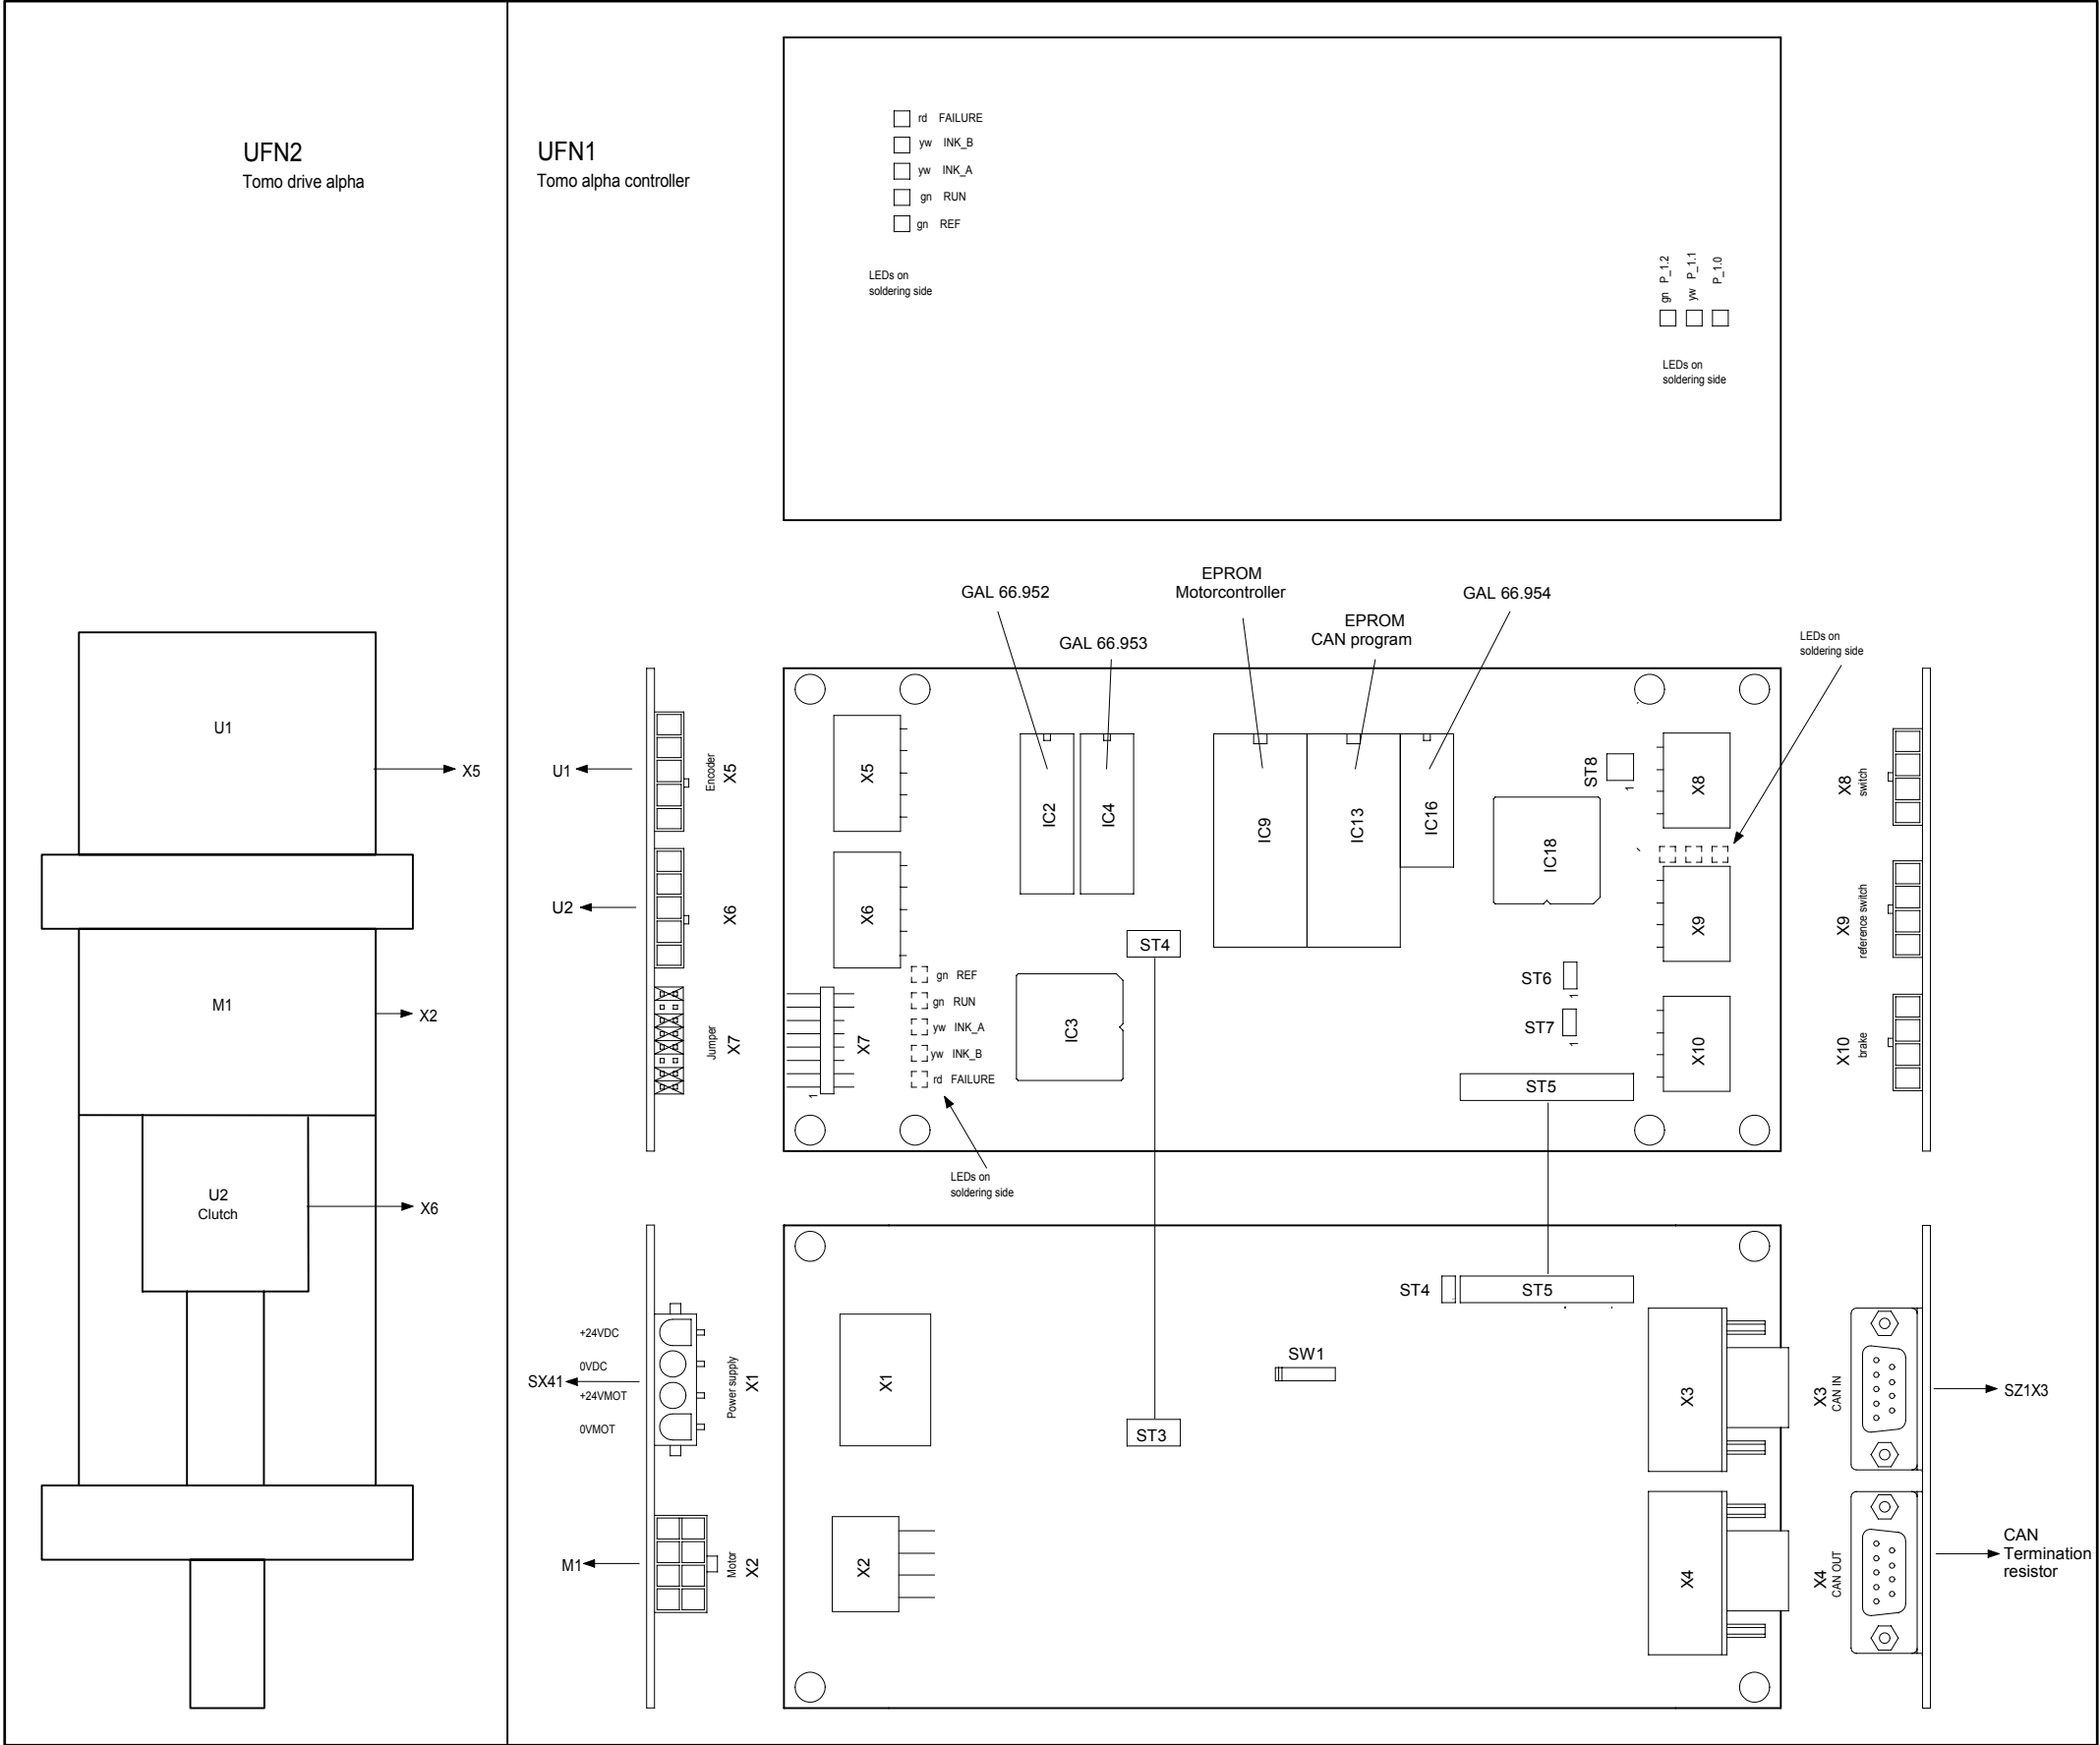 UFN2
Tomo drive alpha
U1
X5
M1
X2
U2
Clutch
X6
UFN1
Tomo alpha controller
rd FAILURE
yw INK_B
yw INK_A
gn RUN
gn REF
LEDs on
soldering side
gn P_1.2
yw P_1.1
P_1.0
LEDs on
soldering side
GAL 66.952
GAL 66.953
EPROM
Motorcontroller
EPROM
CAN program
GAL 66.954
LEDs on
soldering side
U1
Encoder
X5
U2
X6
Jumper
X7
X5
X6
X7
1
IC2
IC4
IC9
IC13
IC16
IC18
IC3
ST8
1
X8
X9
X10
ST4
ST6
1
ST7
1
ST5
gn REF
gn RUN
yw INK_A
yw INK_B
rd FAILURE
LEDs on
soldering side
X8
switch
X9
reference switch
X10
brake
+24VDC
0VDC
SX41
+24VMOT
0VMOT
Power supply
X1
M1
Motor
X2
X1
X2
ST3
SW1
ST4
ST5
X3
X4
X3
CAN IN
SZ1X3
X4
CAN OUT
CAN
Termination
resistor